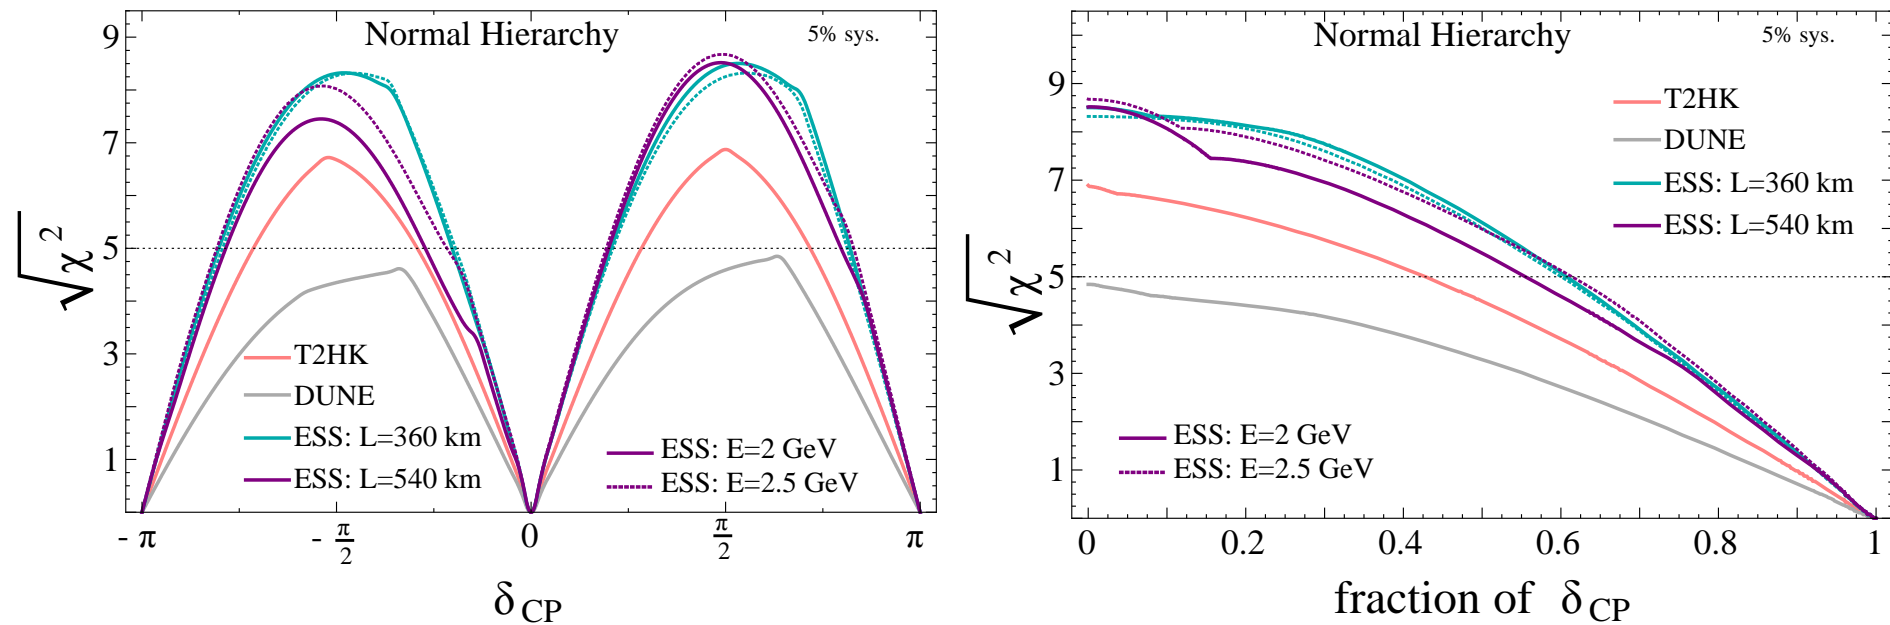 Normal Hierarchy
5% sys.
9
7
5
3
1
√χ²
T2HK
DUNE
ESS: L=360 km
ESS: L=540 km
ESS: E=2 GeV
ESS: E=2.5 GeV
- π
- π/2
0
π/2
π
δ CP
Normal Hierarchy
5% sys.
9
7
5
3
1
√χ²
T2HK
DUNE
ESS: L=360 km
ESS: L=540 km
ESS: E=2 GeV
ESS: E=2.5 GeV
0
0.2
0.4
0.6
0.8
1
fraction of δ CP